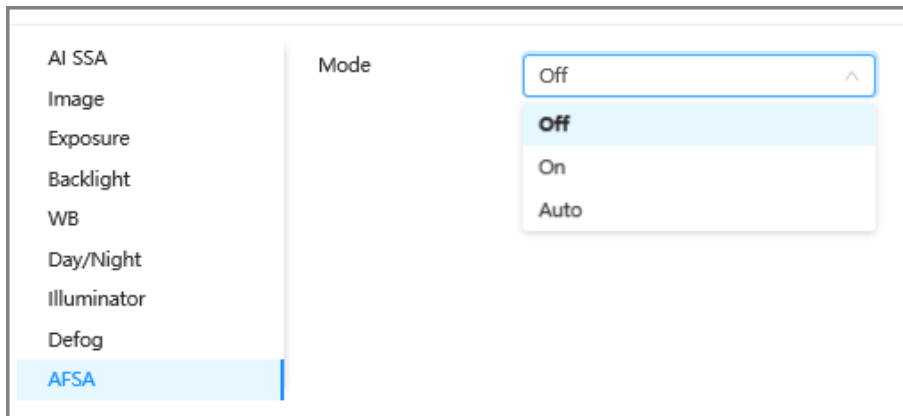 AI SSA
Image
Exposure
Backlight
WB
Day/Night
Illuminator
Defog
AFSA
Mode
Off
Off
On
Auto